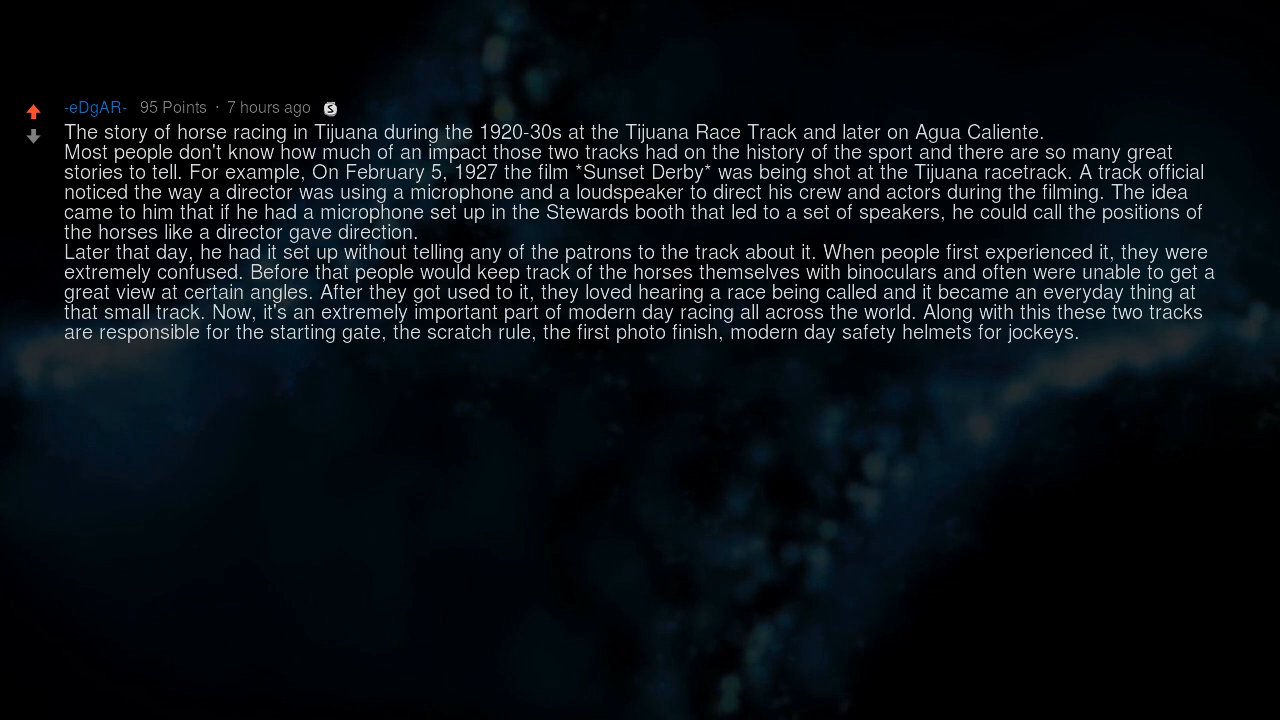 -eDgAR- 95 Points · 7 hours ago S
The story of horse racing in Tijuana during the 1920-30s at the Tijuana Race Track and later on Agua Caliente.
Most people don't know how much of an impact those two tracks had on the history of the sport and there are so many great
stories to tell. For example, On February 5, 1927 the film *Sunset Derby* was being shot at the Tijuana racetrack. A track official
noticed the way a director was using a microphone and a loudspeaker to direct his crew and actors during the filming. The idea
came to him that if he had a microphone set up in the Stewards booth that led to a set of speakers, he could call the positions of
the horses like a director gave direction.
Later that day, he had it set up without telling any of the patrons to the track about it. When people first experienced it, they were
extremely confused. Before that people would keep track of the horses themselves with binoculars and often were unable to get a
great view at certain angles. After they got used to it, they loved hearing a race being called and it became an everyday thing at
that small track. Now, it's an extremely important part of modern day racing all across the world. Along with this these two tracks
are responsible for the starting gate, the scratch rule, the first photo finish, modern day safety helmets for jockeys.